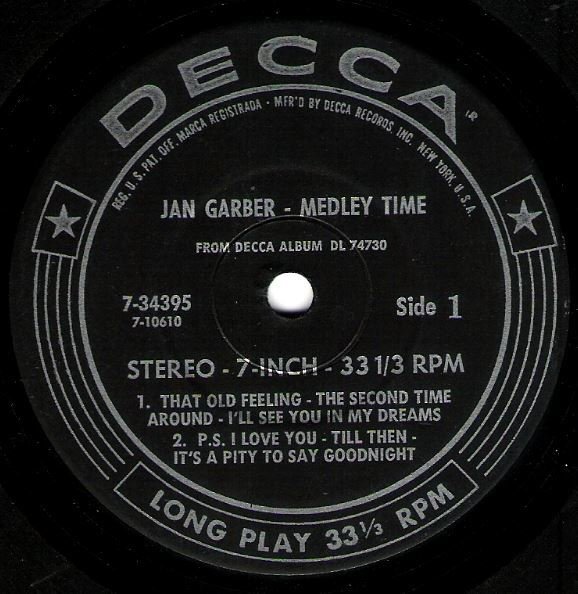 DECCA
REG. U.S. PAT. OFF. MARCA REGISTRADA - MFR'D BY DECCA RECORDS, INC. NEW YORK, U.S.A.
JAN GARBER - MEDLEY TIME
FROM DECCA ALBUM DL 74730
7-34395
7-10610
Side 1
STEREO - 7-INCH - 33 1/3 RPM
1. THAT OLD FEELING - THE SECOND TIME
AROUND - I'LL SEE YOU IN MY DREAMS
2. P.S. I LOVE YOU - TILL THEN -
IT'S A PITY TO SAY GOODNIGHT
LONG PLAY 33⅓ RPM